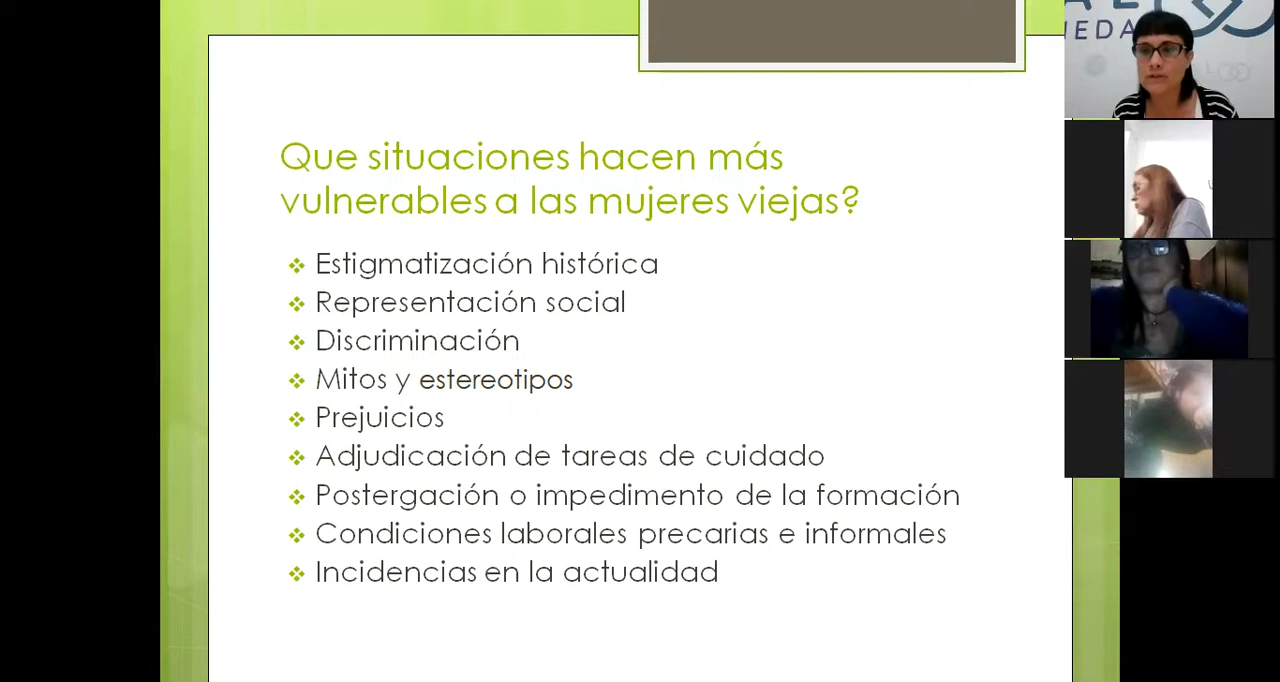 Que situaciones hacen más
vulnerables a las mujeres viejas?
Estigmatización histórica
Representación social
Discriminación
Mitos y estereotipos
Prejuicios
Adjudicación de tareas de cuidado
Postergación o impedimento de la formación
Condiciones laborales precarias e informales
Incidencias en la actualidad